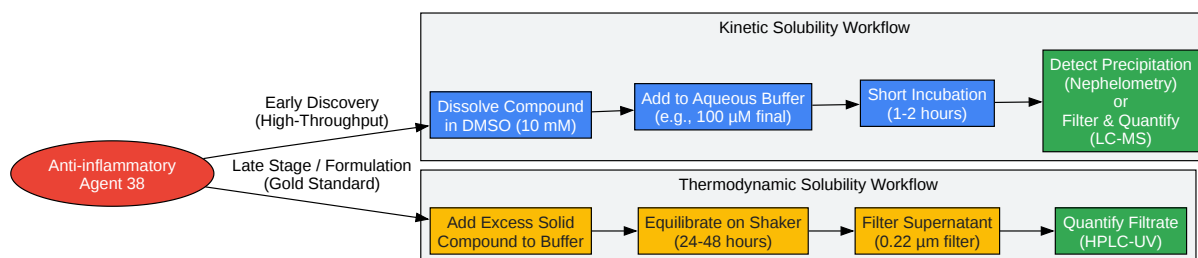 Kinetic Solubility Workflow
Dissolve Compound
in DMSO (10 mM)
Add to Aqueous Buffer
(e.g., 100 µM final)
Short Incubation
(1-2 hours)
Detect Precipitation
(Nephelometry)
or
Filter & Quantify
(LC-MS)
Early Discovery
(High-Throughput)
Anti-inflammatory
Agent 38
Late Stage / Formulation
(Gold Standard)
Thermodynamic Solubility Workflow
Add Excess Solid
Compound to Buffer
Equilibrate on Shaker
(24-48 hours)
Filter Supernatant
(0.22 µm filter)
Quantify Filtrate
(HPLC-UV)